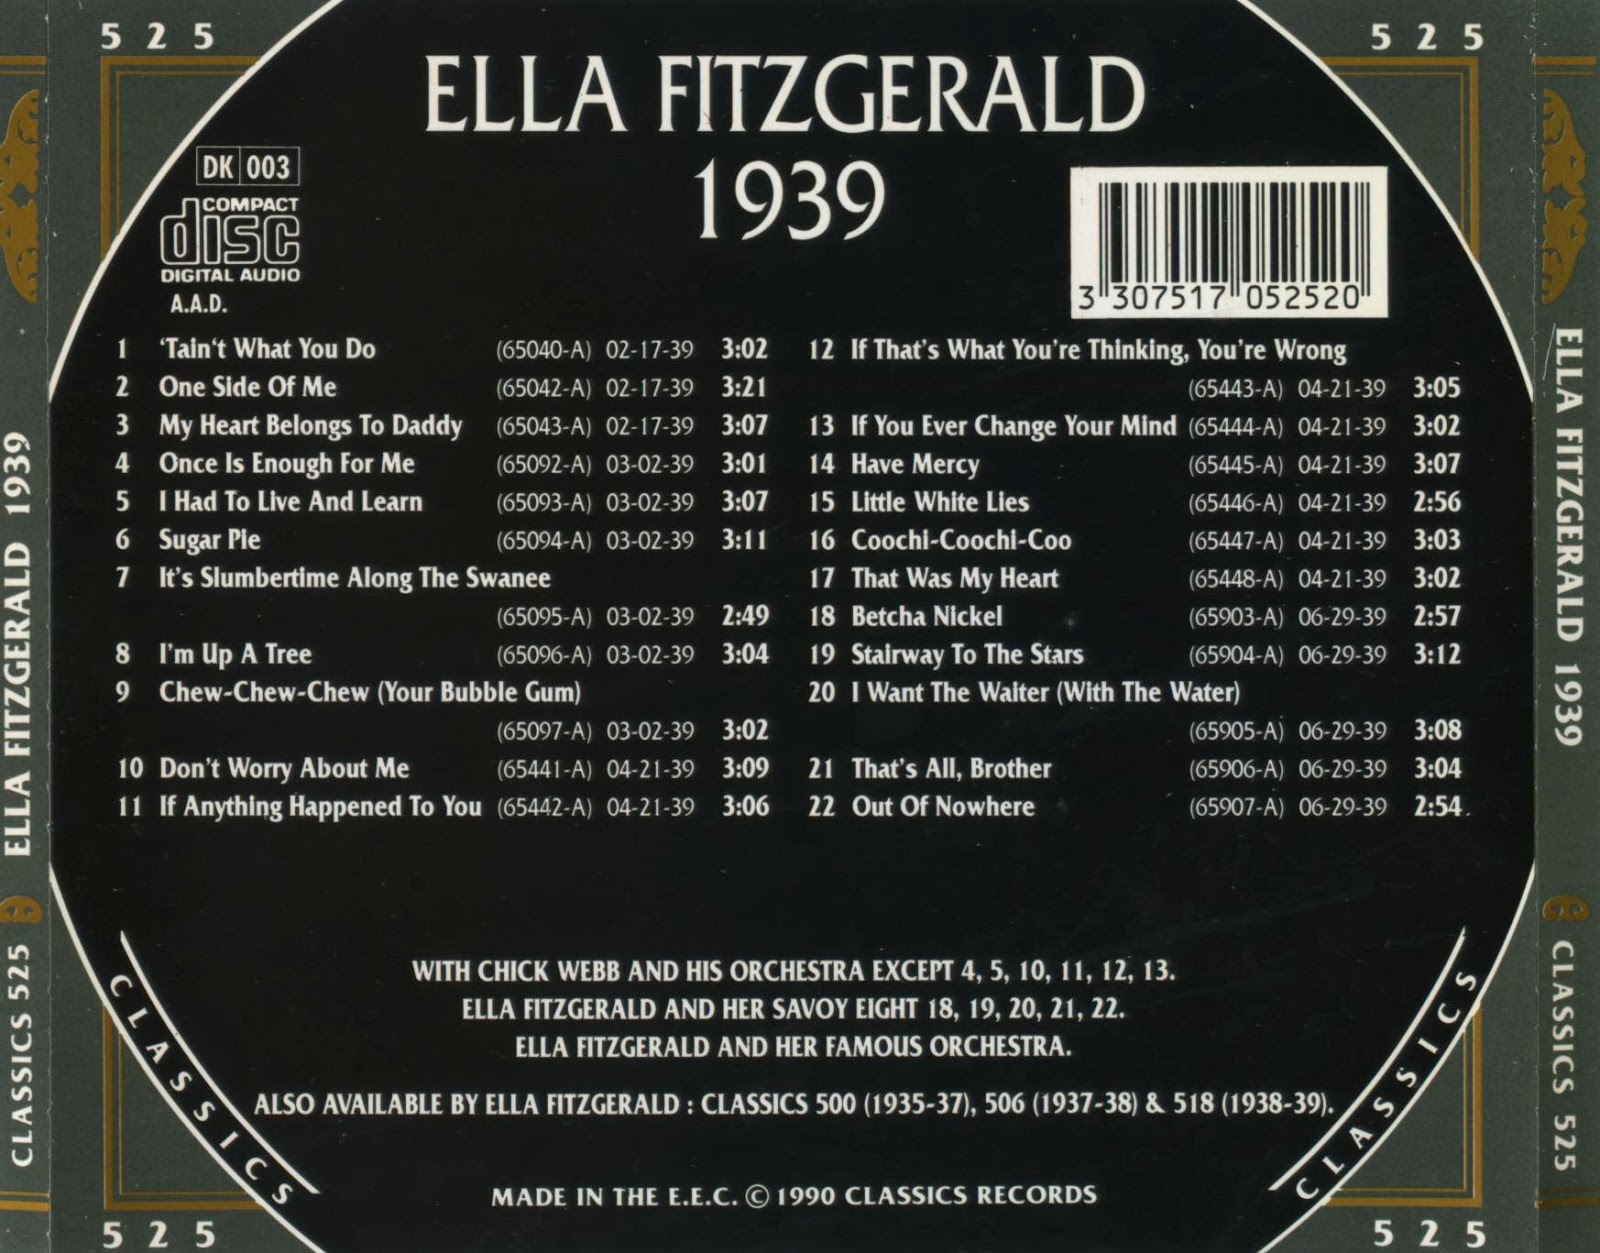 5 2 5
5 2 5
ELLA FITZGERALD
1939
DK 003
COMPACT
disc
DIGITAL AUDIO
A.A.D.
3 307517 052520
1 ‘Tain‘t What You Do (65040-A) 02-17-39 3:02
2 One Side Of Me (65042-A) 02-17-39 3:21
3 My Heart Belongs To Daddy (65043-A) 02-17-39 3:07
4 Once Is Enough For Me (65092-A) 03-02-39 3:01
5 I Had To Live And Learn (65093-A) 03-02-39 3:07
6 Sugar Pie (65094-A) 03-02-39 3:11
7 It's Slumbertime Along The Swanee
(65095-A) 03-02-39 2:49
8 I'm Up A Tree (65096-A) 03-02-39 3:04
9 Chew-Chew-Chew (Your Bubble Gum)
(65097-A) 03-02-39 3:02
10 Don't Worry About Me (65441-A) 04-21-39 3:09
11 If Anything Happened To You (65442-A) 04-21-39 3:06
12 If That's What You're Thinking, You're Wrong
(65443-A) 04-21-39 3:05
13 If You Ever Change Your Mind (65444-A) 04-21-39 3:02
14 Have Mercy (65445-A) 04-21-39 3:07
15 Little White Lies (65446-A) 04-21-39 2:56
16 Coochi-Coochi-Coo (65447-A) 04-21-39 3:03
17 That Was My Heart (65448-A) 04-21-39 3:02
18 Betcha Nickel (65903-A) 06-29-39 2:57
19 Stairway To The Stars (65904-A) 06-29-39 3:12
20 I Want The Waiter (With The Water)
(65905-A) 06-29-39 3:08
21 That's All, Brother (65906-A) 06-29-39 3:04
22 Out Of Nowhere (65907-A) 06-29-39 2:54
WITH CHICK WEBB AND HIS ORCHESTRA EXCEPT 4, 5, 10, 11, 12, 13.
ELLA FITZGERALD AND HER SAVOY EIGHT 18, 19, 20, 21, 22.
ELLA FITZGERALD AND HER FAMOUS ORCHESTRA.
ALSO AVAILABLE BY ELLA FITZGERALD : CLASSICS 500 (1935-37), 506 (1937-38) & 518 (1938-39).
MADE IN THE E.E.C. © 1990 CLASSICS RECORDS
CLASSICS
CLASSICS
5 2 5
5 2 5
ELLA FITZGERALD 1939
CLASSICS 525
ELLA FITZGERALD 1939
CLASSICS 525